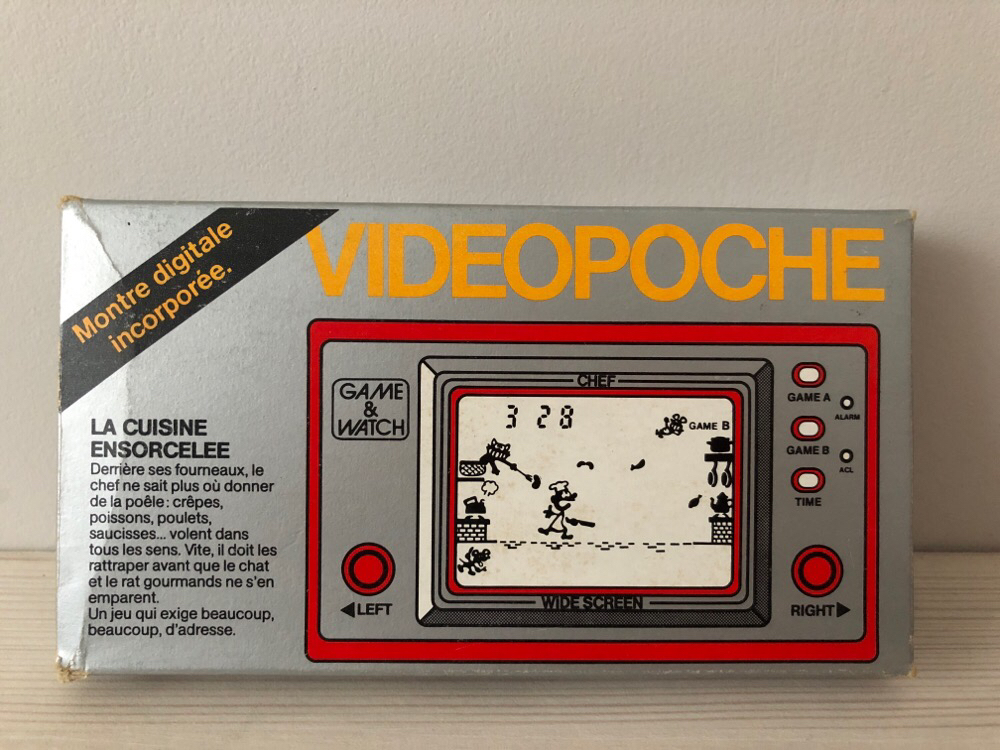 Montre digitale
incorporée.
VIDEOPOCHE
LA CUISINE
ENSORCELEE
Derrière ses fourneaux, le
chef ne sait plus où donner
de la poêle : crêpes,
poissons, poulets,
saucisses... volent dans
tous les sens. Vite, il doit les
rattraper avant que le chat
et le rat gourmands ne s'en
emparent.
Un jeu qui exige beaucoup,
beaucoup, d'adresse.
GAME
&
WATCH
CHEF
3 28
GAME B
WIDE SCREEN
GAME A
ALARM
GAME B
ACL
TIME
◀LEFT
RIGHT▶